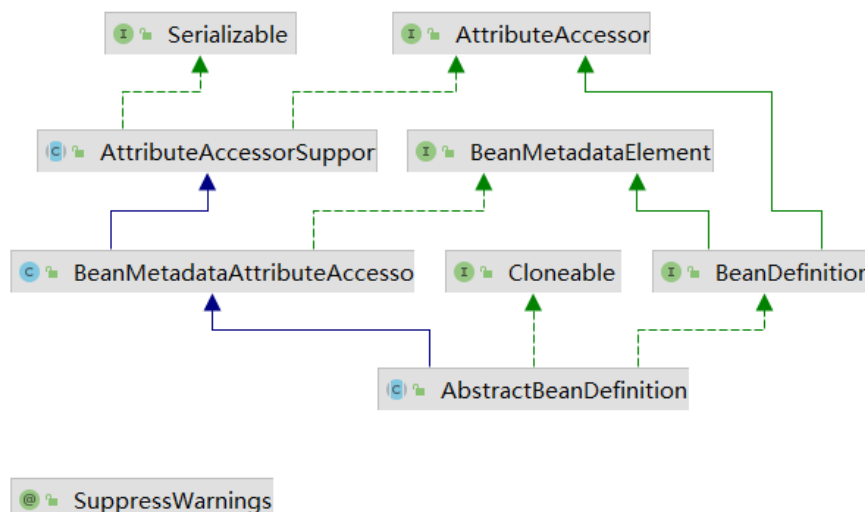 Serializable
AttributeAccessor
AttributeAccessorSuppor
BeanMetadataElement
BeanMetadataAttributeAccesso
Cloneable
BeanDefinition
AbstractBeanDefinition
SuppressWarnings